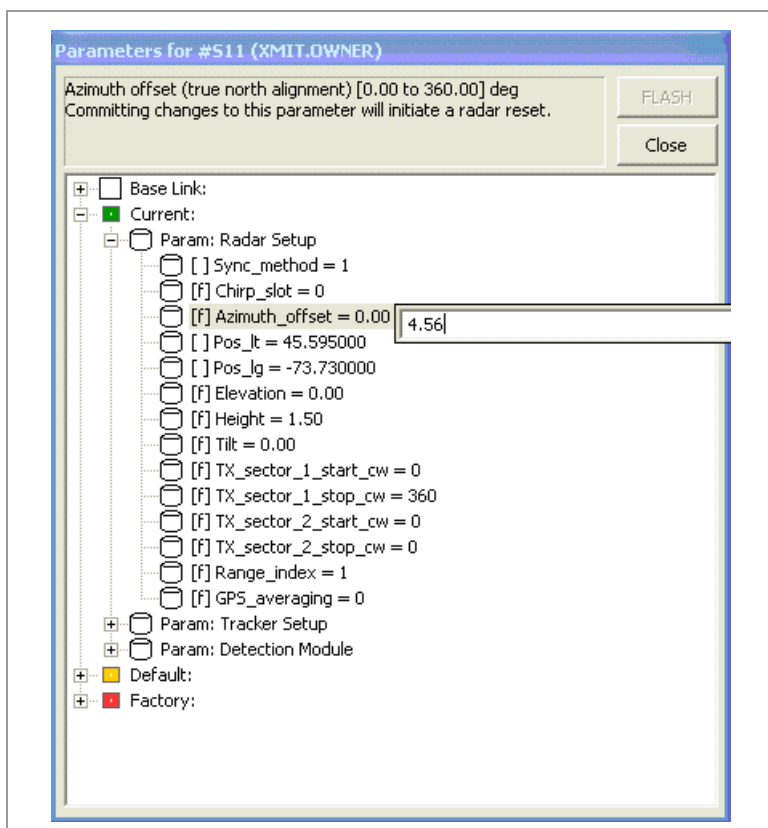 Parameters for #S11 (XMIT.OWNER)
Azimuth offset (true north alignment) [0.00 to 360.00] deg
Committing changes to this parameter will initiate a radar reset.
FLASH
Close
Base Link:
Current:
Param: Radar Setup
[ ] Sync_method = 1
[f] Chirp_slot = 0
[f] Azimuth_offset = 0.00 4.56
[ ] Pos_lt = 45.595000
[ ] Pos_lg = -73.730000
[f] Elevation = 0.00
[f] Height = 1.50
[f] Tilt = 0.00
[f] TX_sector_1_start_cw = 0
[f] TX_sector_1_stop_cw = 360
[f] TX_sector_2_start_cw = 0
[f] TX_sector_2_stop_cw = 0
[f] Range_index = 1
[f] GPS_averaging = 0
Param: Tracker Setup
Param: Detection Module
Default:
Factory: